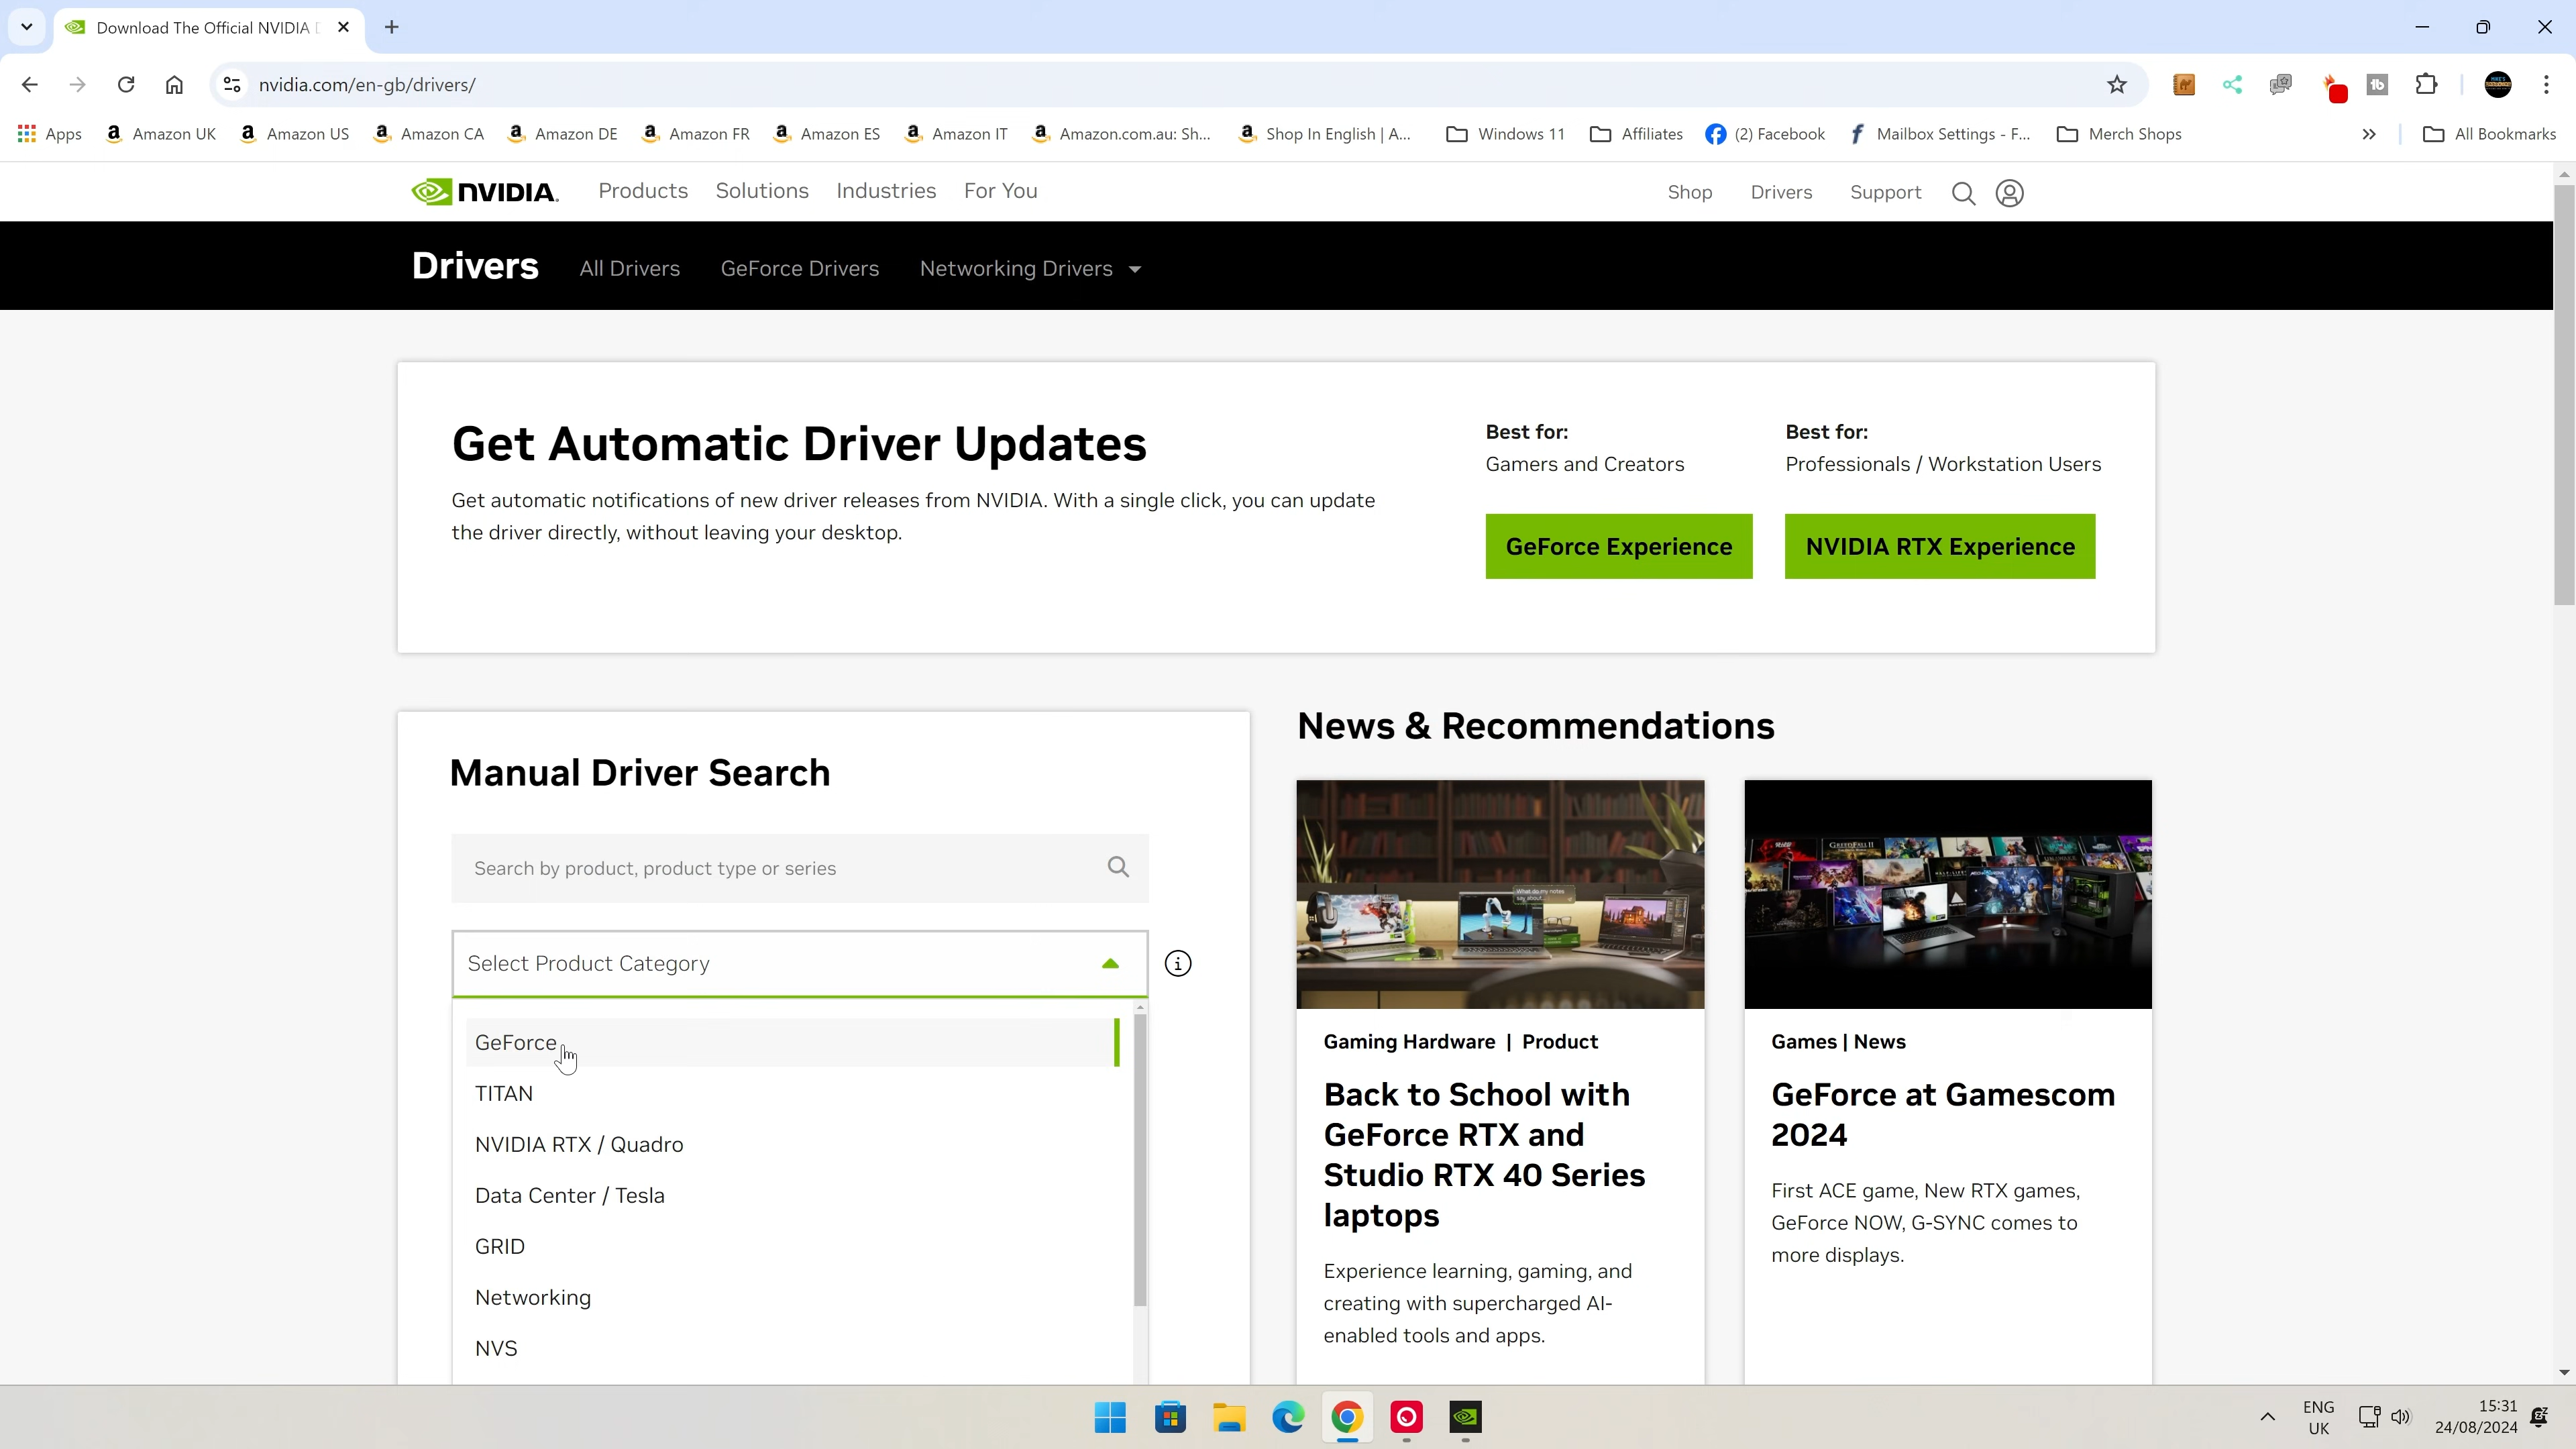 Download The Official NVIDIA D
nvidia.com/en-gb/drivers/
Apps
Amazon UK
Amazon US
Amazon CA
Amazon DE
Amazon FR
Amazon ES
Amazon IT
Amazon.com.au: Sh...
Shop In English | A...
Windows 11
Affiliates
(2) Facebook
Mailbox Settings - F...
Merch Shops
All Bookmarks
NVIDIA.
Products
Solutions
Industries
For You
Shop
Drivers
Support
Drivers
All Drivers
GeForce Drivers
Networking Drivers
Get Automatic Driver Updates
Get automatic notifications of new driver releases from NVIDIA. With a single click, you can update
the driver directly, without leaving your desktop.
Best for:
Gamers and Creators
GeForce Experience
Best for:
Professionals / Workstation Users
NVIDIA RTX Experience
Manual Driver Search
Search by product, product type or series
Select Product Category
GeForce
TITAN
NVIDIA RTX / Quadro
Data Center / Tesla
GRID
Networking
NVS
News & Recommendations
What do my notes
say about
Gaming Hardware | Product
Back to School with
GeForce RTX and
Studio RTX 40 Series
laptops
Experience learning, gaming, and
creating with supercharged AI-
enabled tools and apps.
GREEDFALL II
Games | News
GeForce at Gamescom
2024
First ACE game, New RTX games,
GeForce NOW, G-SYNC comes to
more displays.
ENG
UK
15:31
24/08/2024